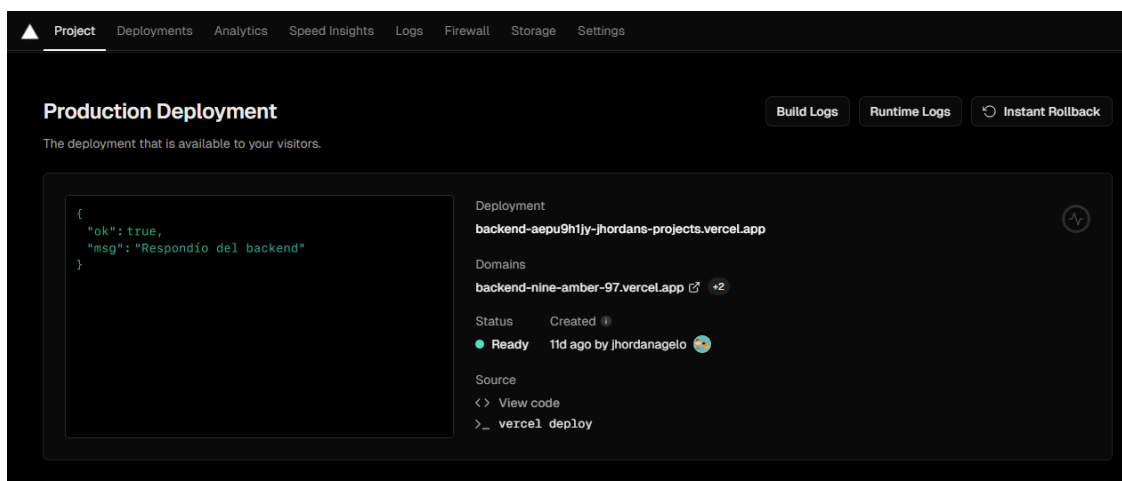 Project Deployments Analytics Speed Insights Logs Firewall Storage Settings
Production Deployment
Build Logs Runtime Logs Instant Rollback
The deployment that is available to your visitors.
{
"ok": true,
"msg": "Respondío del backend"
}
Deployment
backend-aepu9h1jy-jhordans-projects.vercel.app
Domains
backend-nine-amber-97.vercel.app +2
Status Created
Ready 11d ago by jhordanagelo
Source
<> View code
>_ vercel deploy